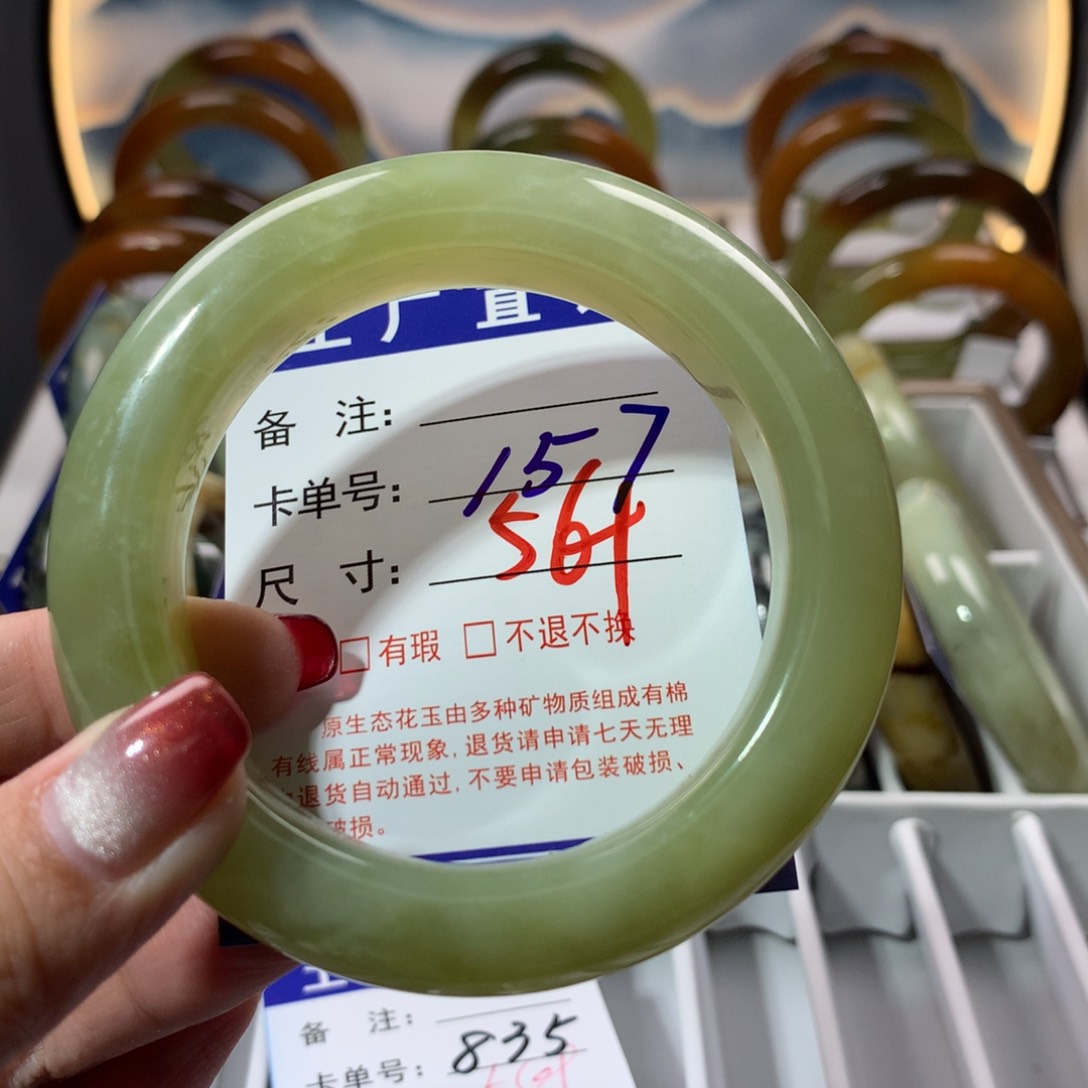 厂直
备 注:
卡单号: 157
尺 寸: 564
□有瑕 □不退不换
原生态花玉由多种矿物质组成有棉
有线属正常现象,退货请申请七天无理
退货自动通过,不要申请包装破损、
破损。
备 注:
卡单号: 835